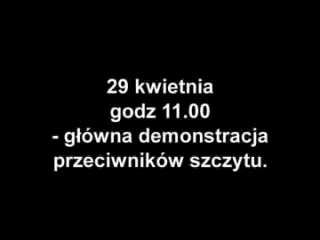 29 kwietnia
godz 11.00
- główna demonstracja
przeciwników szczytu.